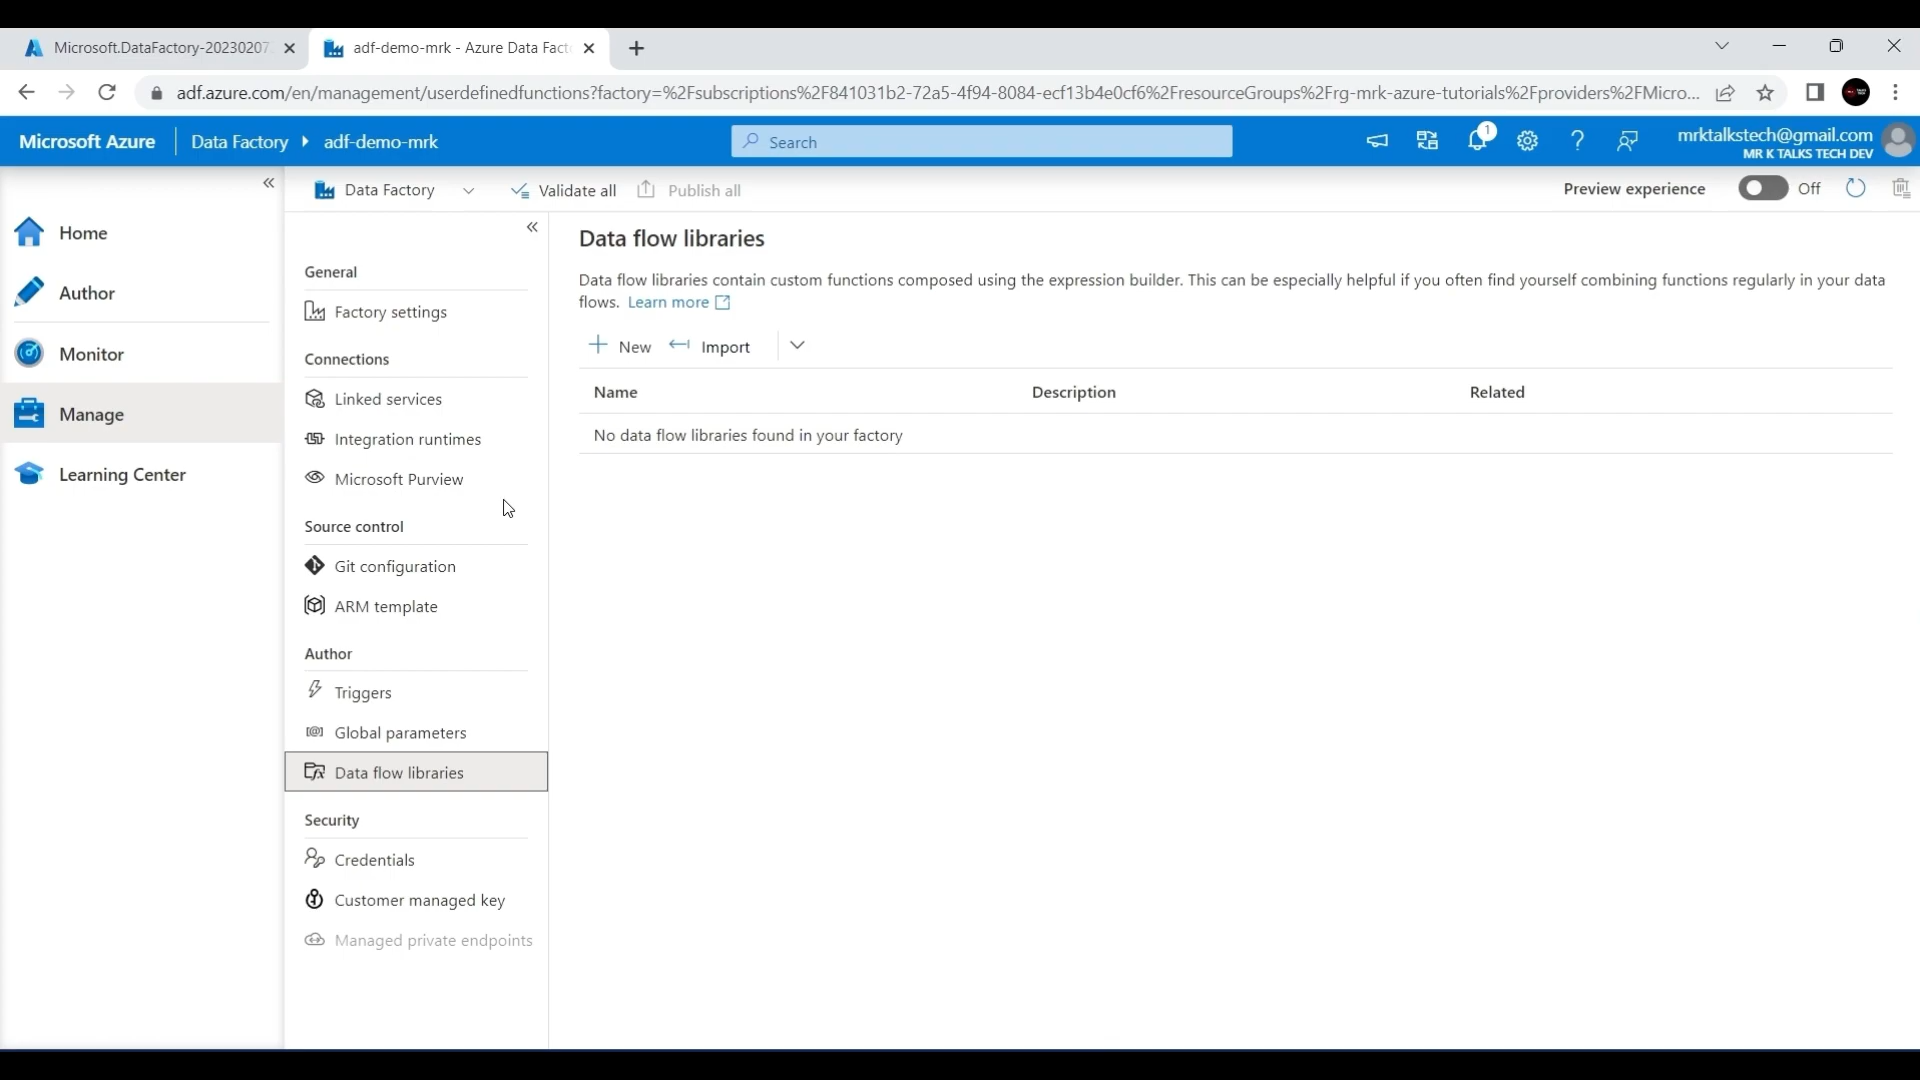 Microsoft.DataFactory-20230207
adf-demo-mrk - Azure Data Fact
adf.azure.com/en/management/userdefinedfunctions?factory=%2Fsubscriptions%2F841031b2-72a5-4f94-8084-ecf13b4e0cf6%2FresourceGroups%2Frg-mrk-azure-tutorials%2Fproviders%2FMicro...
Microsoft Azure
Data Factory
adf-demo-mrk
Search
1
mrktalkstech@gmail.com
MR K TALKS TECH DEV
Home
Author
Monitor
Manage
Learning Center
Data Factory
Validate all
Publish all
Preview experience
Off
General
Factory settings
Connections
Linked services
Integration runtimes
Microsoft Purview
Source control
Git configuration
ARM template
Author
Triggers
Global parameters
Data flow libraries
Security
Credentials
Customer managed key
Managed private endpoints
Data flow libraries
Data flow libraries contain custom functions composed using the expression builder. This can be especially helpful if you often find yourself combining functions regularly in your data
flows. Learn more
New
Import
Name
Description
Related
No data flow libraries found in your factory